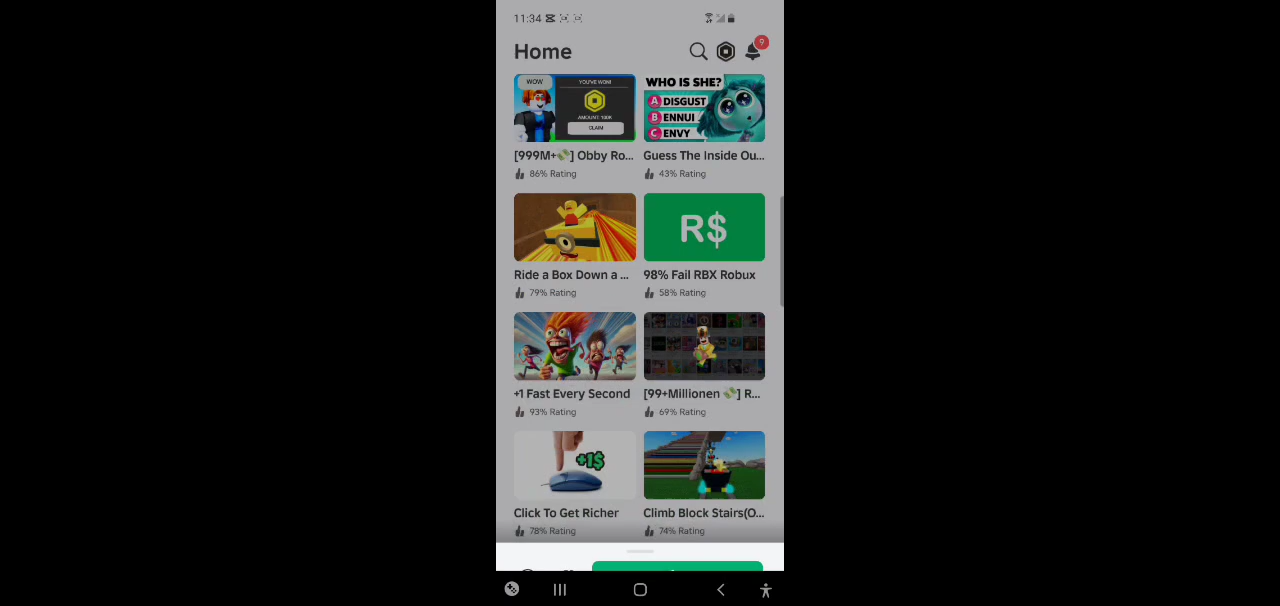 11:34
Home
9
WOW
YOU'VE WON!
AMOUNT: 100K
CLAIM
WHO IS SHE?
A DISGUST
B ENNUI
C ENVY
[999M+💸] Obby Ro...
Guess The Inside Ou...
86% Rating
43% Rating
R$
Ride a Box Down a ...
98% Fail RBX Robux
79% Rating
58% Rating
+1 Fast Every Second
[99+Millionen 💸] R...
93% Rating
69% Rating
+1$
Click To Get Richer
Climb Block Stairs(O...
78% Rating
74% Rating